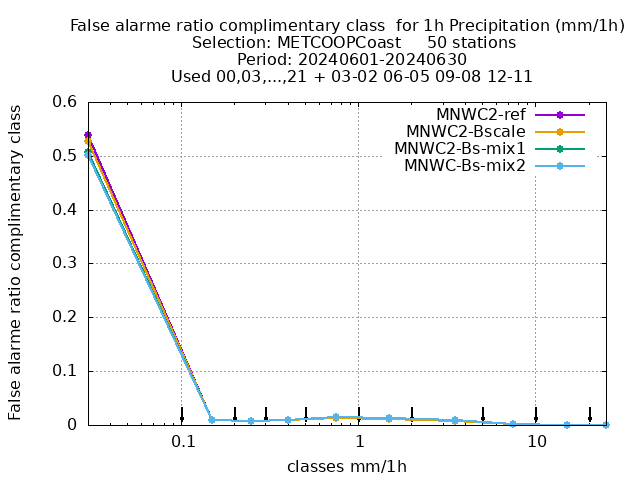 False alarme ratio complimentary class  for 1h Precipitation (mm/1h)
Selection: METCOOPCoast     50 stations
Period: 20240601-20240630
Used 00,03,...,21 + 03-02 06-05 09-08 12-11
False alarme ratio complimentary class
MNWC2-ref
MNWC2-Bscale
MNWC2-Bs-mix1
MNWC-Bs-mix2
0.6
0.5
0.4
0.3
0.2
0.1
0
0.1 1 10
classes mm/1h